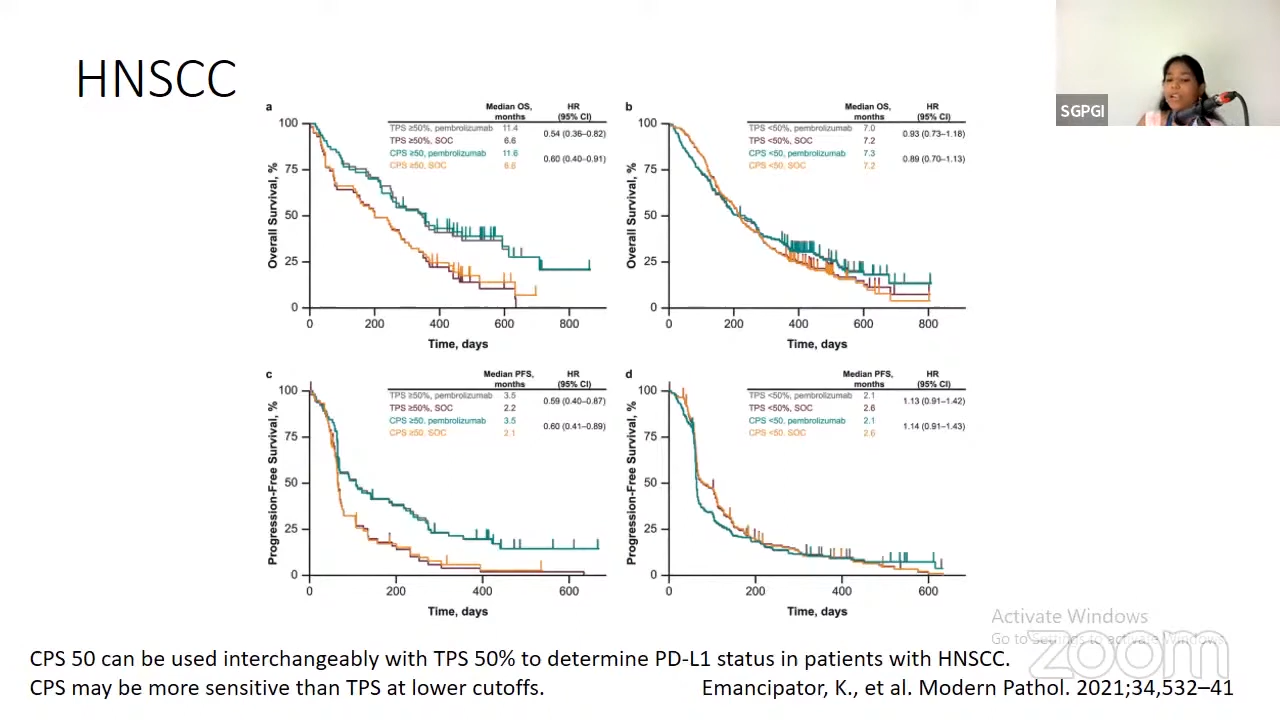 HNSCC
SGPGI
a
Median OS, months
HR (95% CI)
TPS ≥50%, pembrolizumab 11.4
0.54 (0.36–0.82)
TPS ≥50%, SOC 6.6
CPS ≥50, pembrolizumab 11.6
0.60 (0.40–0.91)
CPS ≥50, SOC 6.6
Overall Survival, %
100
75
50
25
0
0 200 400 600 800
Time, days
b
Median OS, months
HR (95% CI)
TPS <50%, pembrolizumab 7.0
0.93 (0.73–1.18)
TPS <50%, SOC 7.2
CPS <50, pembrolizumab 7.3
0.89 (0.70–1.13)
CPS <50, SOC 7.2
Overall Survival, %
100
75
50
25
0
0 200 400 600 800
Time, days
c
Median PFS, months
HR (95% CI)
TPS ≥50%, pembrolizumab 3.5
0.59 (0.40–0.87)
TPS ≥50%, SOC 2.2
CPS ≥50, pembrolizumab 3.5
0.60 (0.41–0.89)
CPS ≥50, SOC 2.1
Progression-Free Survival, %
100
75
50
25
0
0 200 400 600
Time, days
d
Median PFS, months
HR (95% CI)
TPS <50%, pembrolizumab 2.1
1.13 (0.91–1.42)
TPS <50%, SOC 2.6
CPS <50, pembrolizumab 2.1
1.14 (0.91–1.43)
CPS <50, SOC 2.6
Progression-Free Survival, %
100
75
50
25
0
0 200 400 600
Time, days
Activate Windows
Go to Settings to activate Windows.
zoom
CPS 50 can be used interchangeably with TPS 50% to determine PD-L1 status in patients with HNSCC.
CPS may be more sensitive than TPS at lower cutoffs.
Emancipator, K., et al. Modern Pathol. 2021;34,532–41